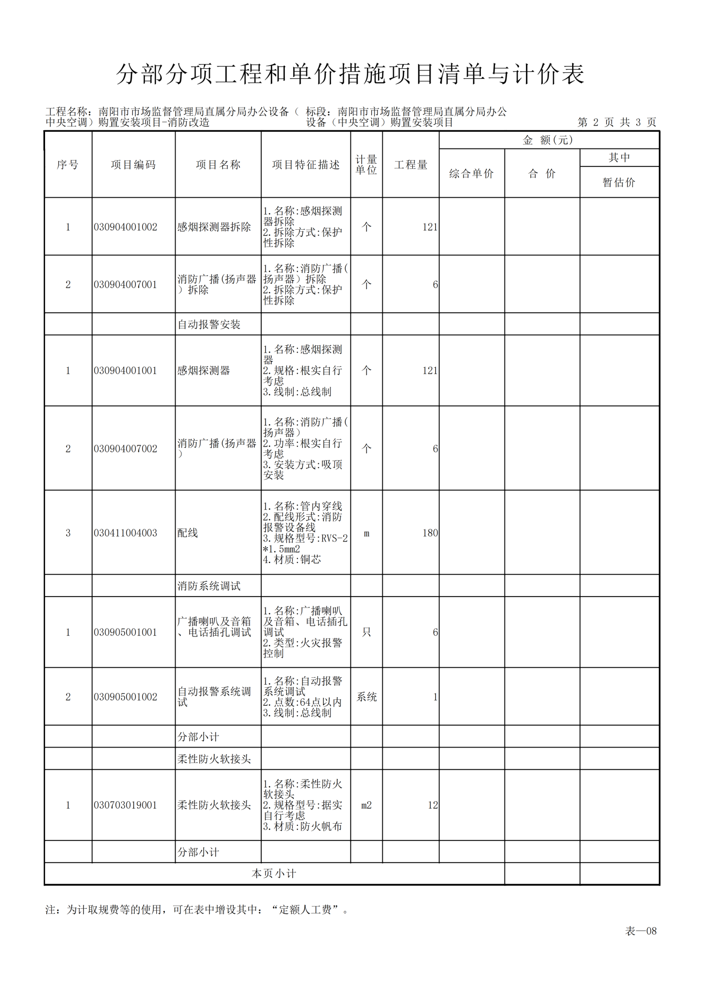 分部分项工程和单价措施项目清单与计价表
工程名称：南阳市市场监督管理局直属分局办公设备（
中央空调）购置安装项目-消防改造
标段：南阳市市场监督管理局直属分局办公
设备（中央空调）购置安装项目
第 2 页 共 3 页
序号
项目编码
项目名称
项目特征描述
计量
单位
工程量
金 额(元)
综合单价
合 价
其中
暂估价
1
030904001002
感烟探测器拆除
1.名称:感烟探测
器拆除
2.拆除方式:保护
性拆除
个
121
2
030904007001
消防广播(扬声器
）拆除
1.名称:消防广播(
扬声器）拆除
2.拆除方式:保护
性拆除
个
6
自动报警安装
1
030904001001
感烟探测器
1.名称:感烟探测
器
2.规格:根实自行
考虑
3.线制:总线制
个
121
2
030904007002
消防广播(扬声器
）
1.名称:消防广播(
扬声器）
2.功率:根实自行
考虑
3.安装方式:吸顶
安装
个
6
3
030411004003
配线
1.名称:管内穿线
2.配线形式:消防
报警设备线
3.规格型号:RVS-2
*1.5mm2
4.材质:铜芯
m
180
消防系统调试
1
030905001001
广播喇叭及音箱
、电话插孔调试
1.名称:广播喇叭
及音箱、电话插孔
调试
2.类型:火灾报警
控制
只
6
2
030905001002
自动报警系统调
试
1.名称:自动报警
系统调试
2.点数:64点以内
3.线制:总线制
系统
1
分部小计
柔性防火软接头
1
030703019001
柔性防火软接头
1.名称:柔性防火
软接头
2.规格型号:据实
自行考虑
3.材质:防火帆布
m2
12
分部小计
本页小计
注：为计取规费等的使用，可在表中增设其中：“定额人工费”。
表—08